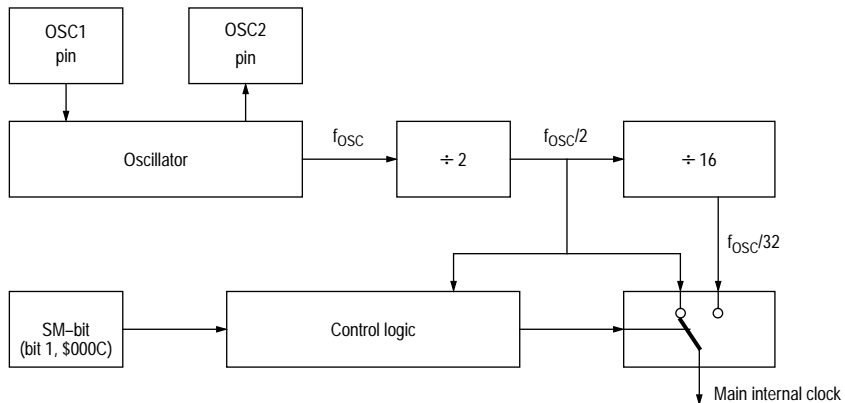 OSC1
pin
OSC2
pin
Oscillator
fOSC
÷ 2
fOSC/2
÷ 16
fOSC/32
SM–bit
(bit 1, $000C)
Control logic
Main internal clock